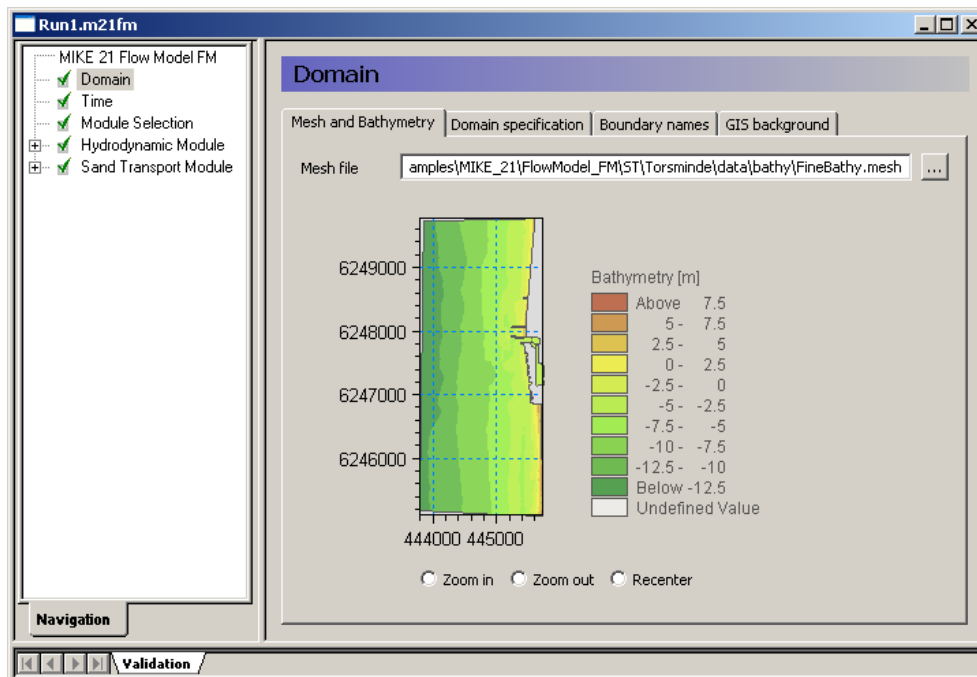 Run1.m21fm
MIKE 21 Flow Model FM
Domain
Time
Module Selection
Hydrodynamic Module
Sand Transport Module
Navigation
Domain
Mesh and Bathymetry
Domain specification
Boundary names
GIS background
Mesh file
amples\MIKE_21\FlowModel_FM\ST\Torsminde\data\bathy\FineBathy.mesh
...
6249000
6248000
6247000
6246000
444000 445000
Bathymetry [m]
Above 7.5
5 - 7.5
2.5 - 5
0 - 2.5
-2.5 - 0
-5 - -2.5
-7.5 - -5
-10 - -7.5
-12.5 - -10
Below -12.5
Undefined Value
Zoom in
Zoom out
Recenter
Validation